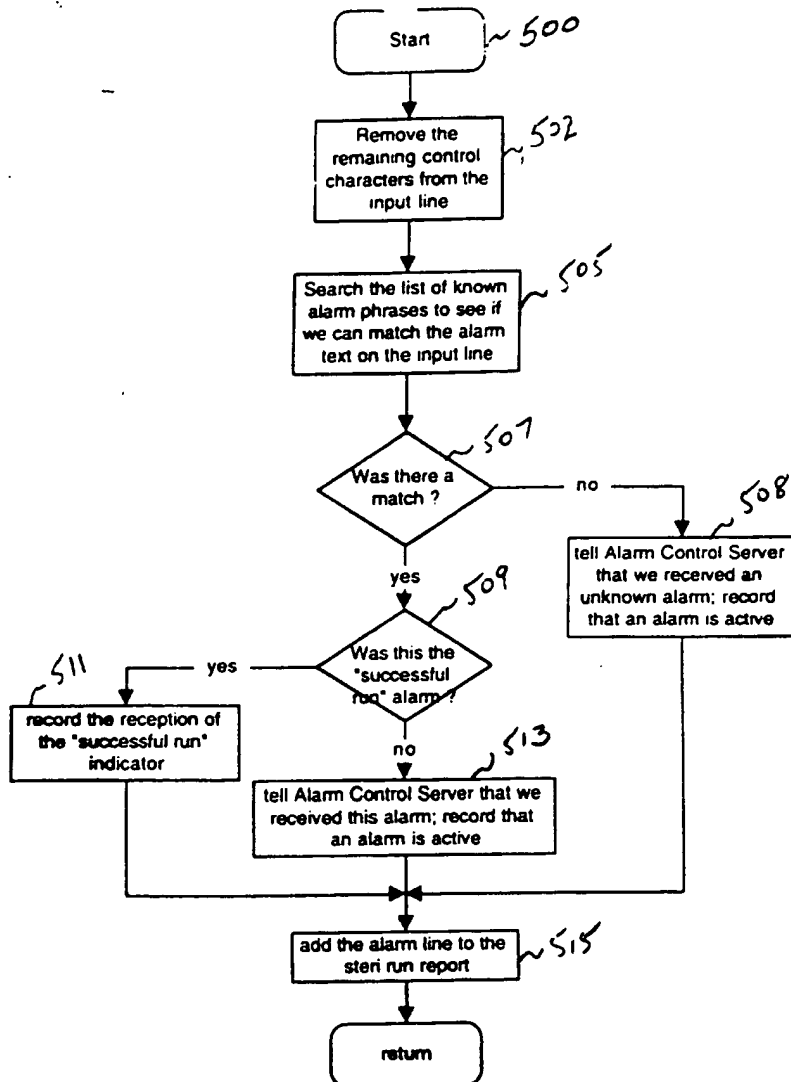 Start
500
Remove the
remaining control
characters from the
input line
502
Search the list of known
alarm phrases to see if
we can match the alarm
text on the input line
505
Was there a
match ?
507
no
508
tell Alarm Control Server
that we received an
unknown alarm; record
that an alarm is active
yes
509
Was this the
"successful
run" alarm ?
yes
511
record the reception of
the "successful run"
indicator
no
513
tell Alarm Control Server that we
received this alarm; record that
an alarm is active
add the alarm line to the
steri run report
515
return